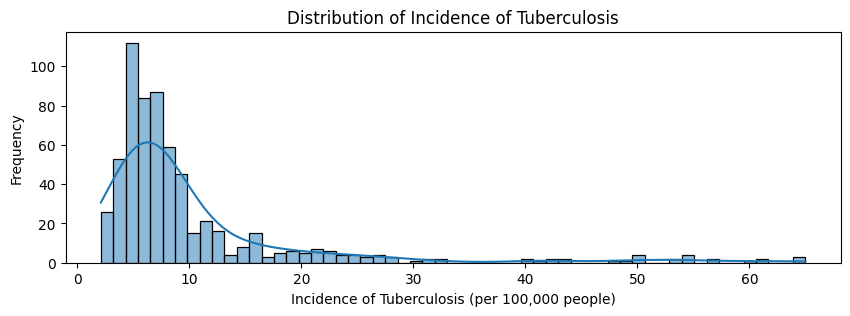 Distribution of Incidence of Tuberculosis
Frequency
100
80
60
40
20
0
0 10 20 30 40 50 60
Incidence of Tuberculosis (per 100,000 people)